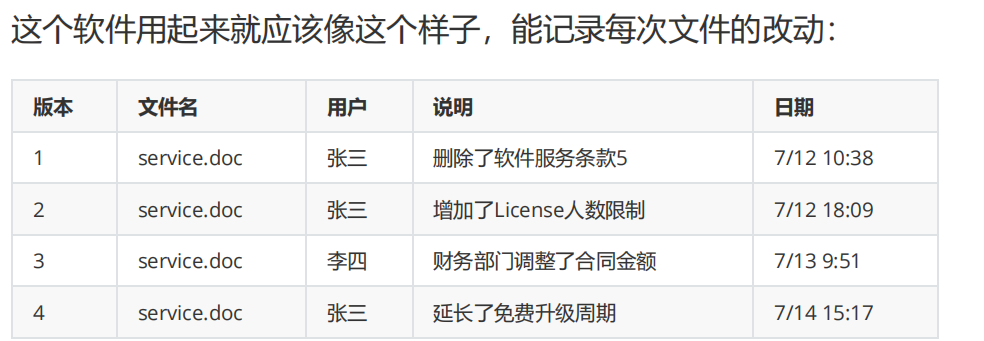 这个软件用起来就应该像这个样子，能记录每次文件的改动：
版本 文件名 用户 说明 日期
1 service.doc 张三 删除了软件服务条款5 7/12 10:38
2 service.doc 张三 增加了License人数限制 7/12 18:09
3 service.doc 李四 财务部门调整了合同金额 7/13 9:51
4 service.doc 张三 延长了免费升级周期 7/14 15:17